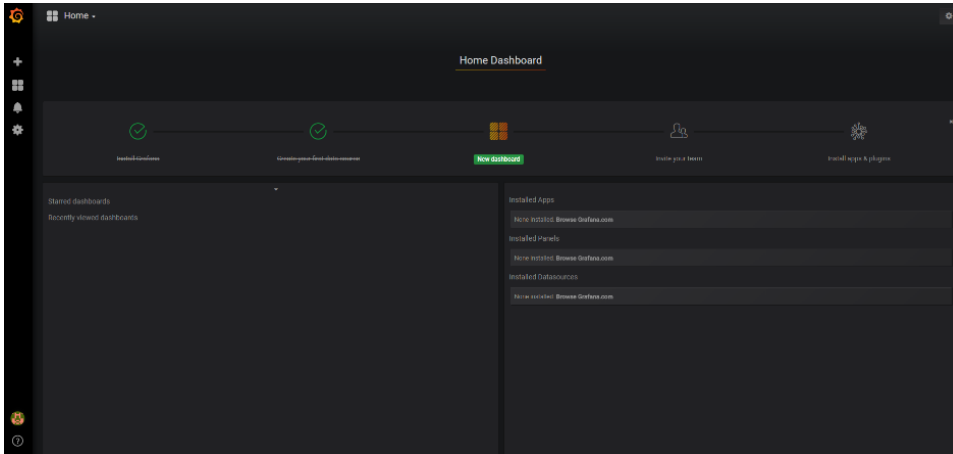 Home
Home Dashboard
Install Grafana
Create your first data source
New dashboard
Invite your team
Install apps & plugins
Starred dashboards
Recently viewed dashboards
Installed Apps
None installed. Browse Grafana.com
Installed Panels
None installed. Browse Grafana.com
Installed Datasources
None installed. Browse Grafana.com